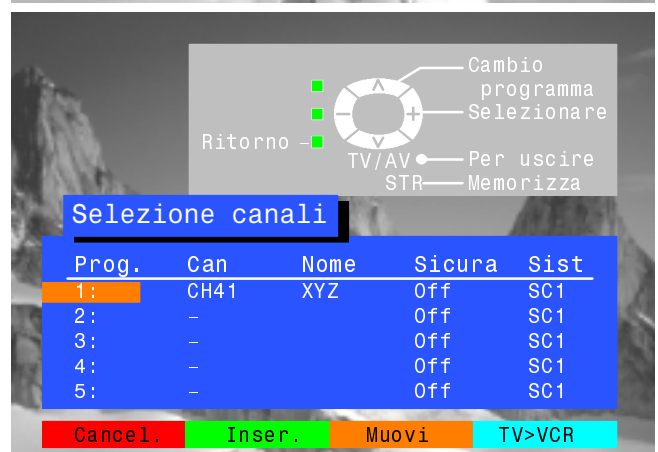 Cambio
programma
Selezionare
Ritorno
TV/AV Per uscire
STR Memorizza
Selezione canali
Prog. Can Nome Sicura Sist
1: CH41 XYZ Off SC1
2: – Off SC1
3: – Off SC1
4: – Off SC1
5: – Off SC1
Cancel. Inser. Muovi TV>VCR